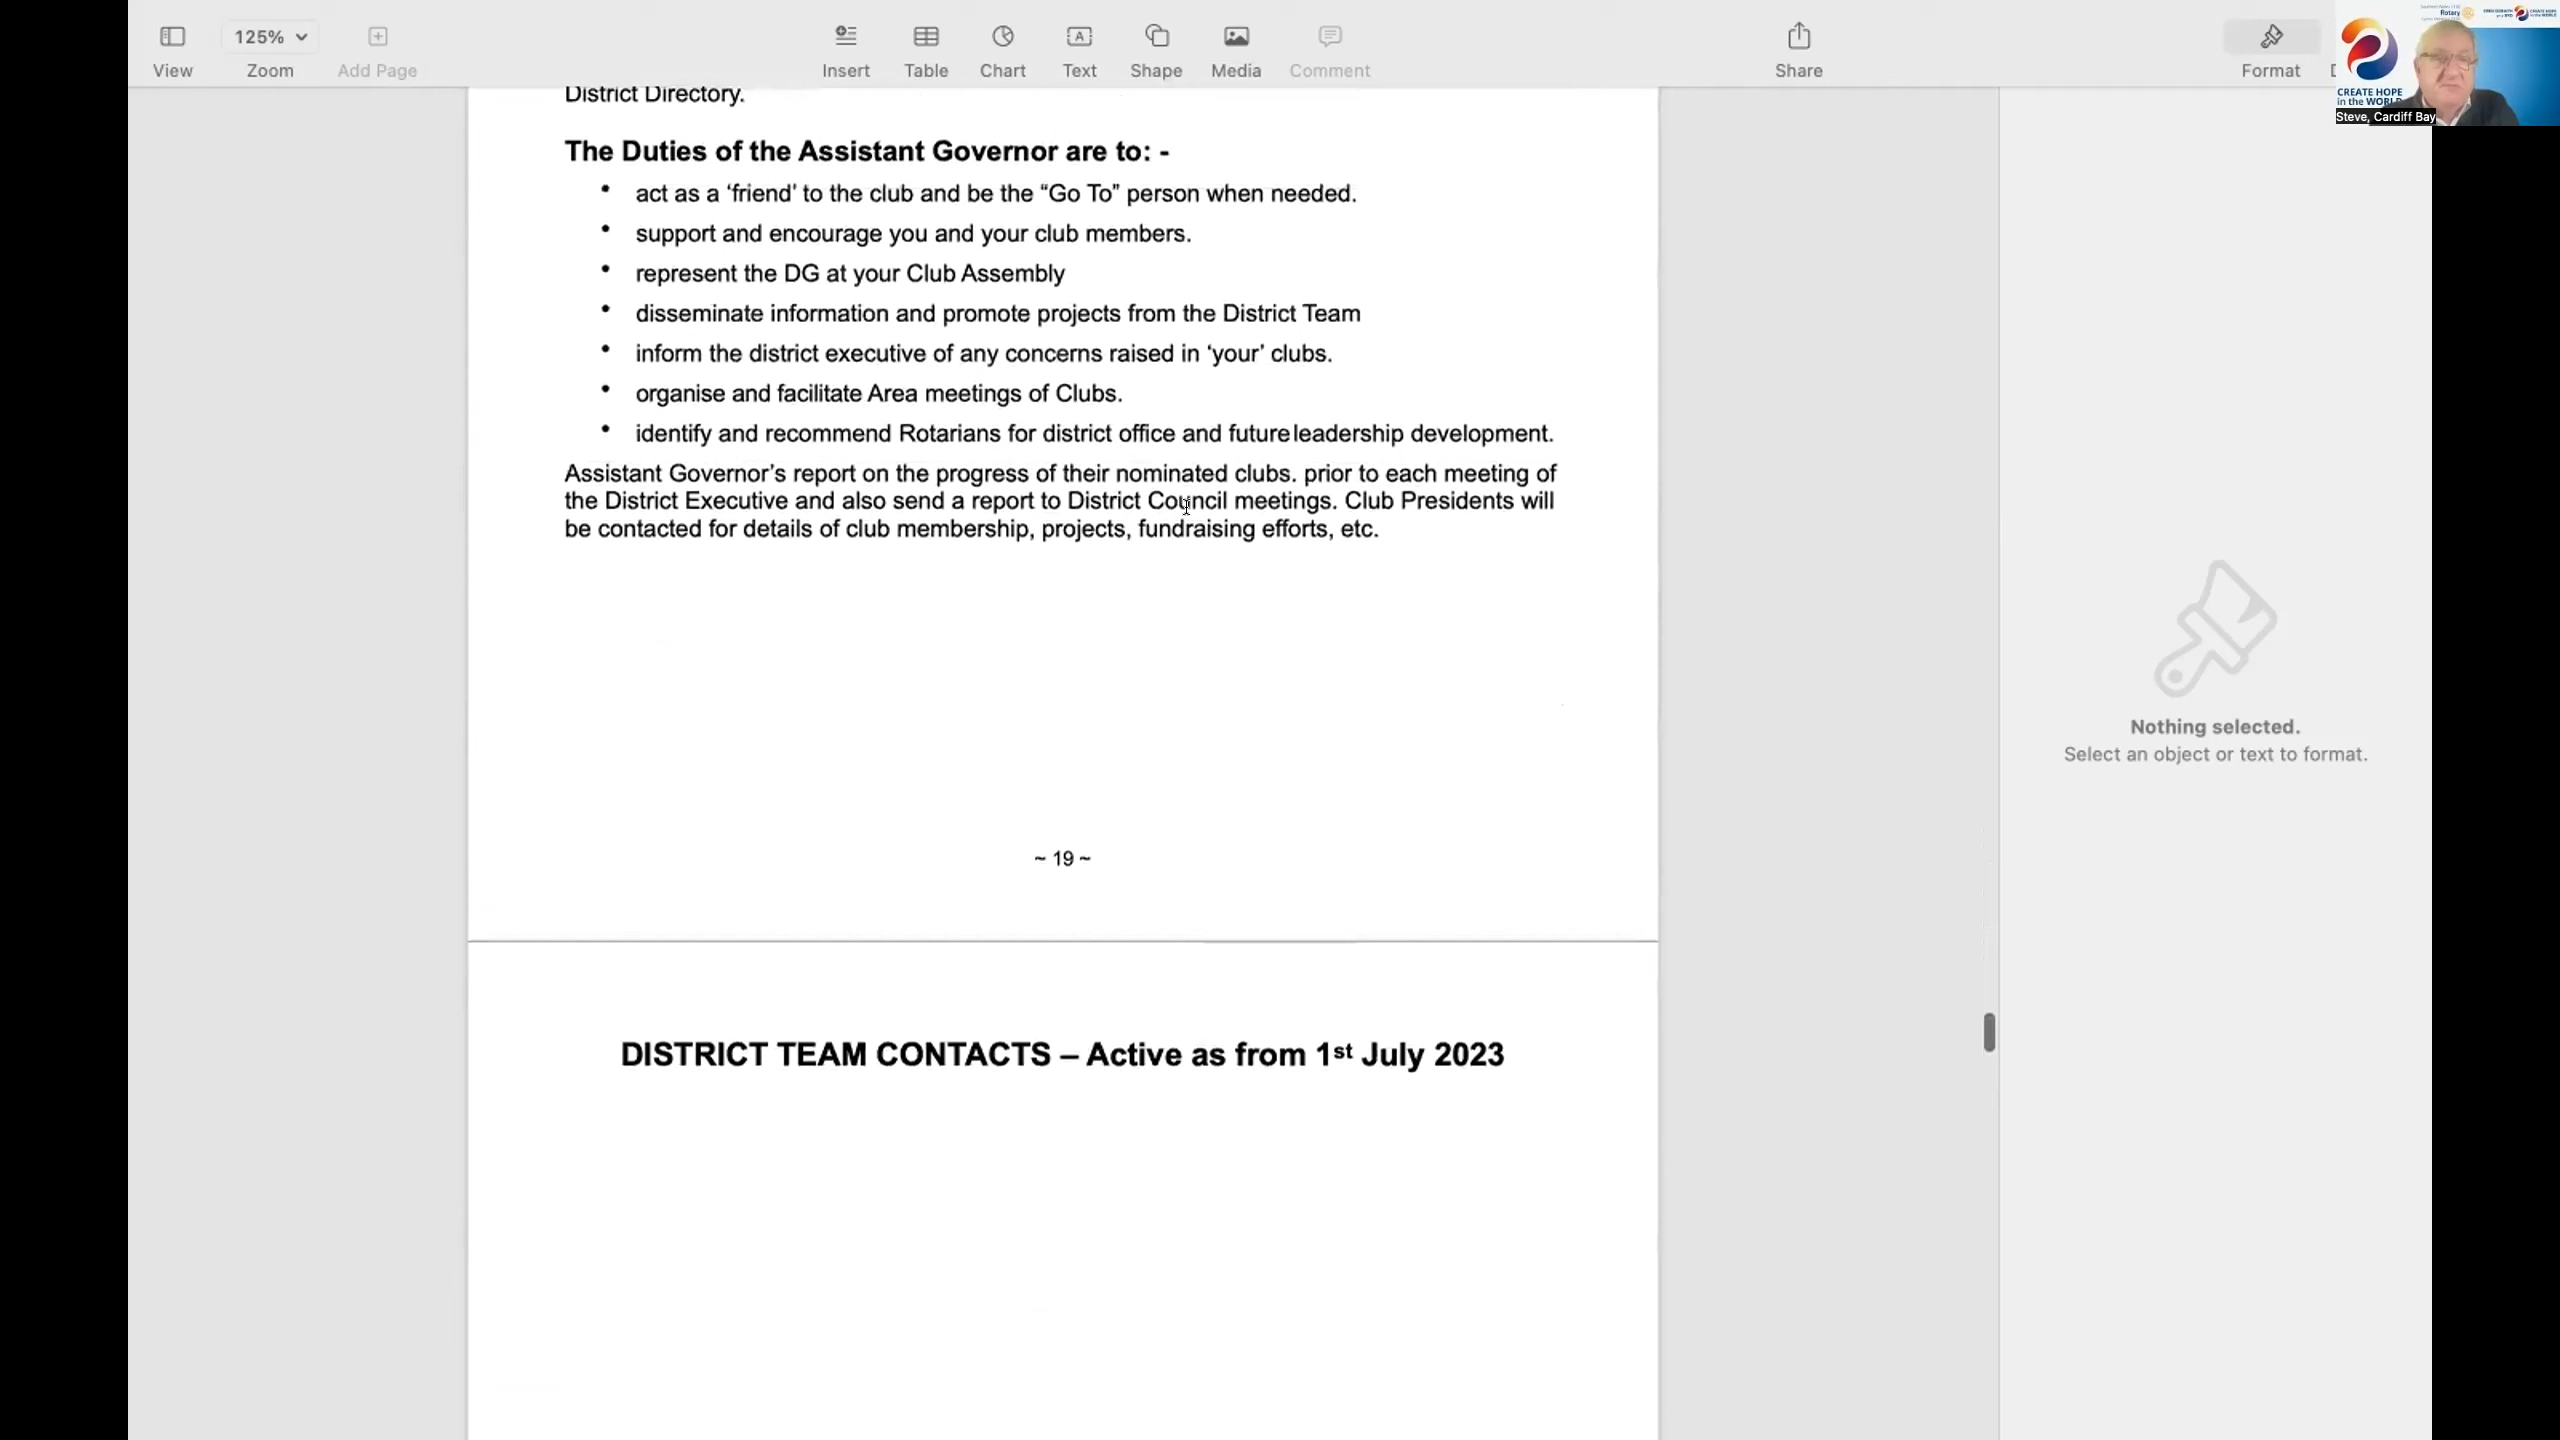 125%
View
Zoom
Add Page
Insert
Table
Chart
Text
Shape
Media
Comment
Share
Format
Rotary
CREATE HOPE
in the WORLD
Steve, Cardiff Bay
District Directory.
The Duties of the Assistant Governor are to: -
• act as a ‘friend’ to the club and be the “Go To” person when needed.
• support and encourage you and your club members.
• represent the DG at your Club Assembly
• disseminate information and promote projects from the District Team
• inform the district executive of any concerns raised in ‘your’ clubs.
• organise and facilitate Area meetings of Clubs.
• identify and recommend Rotarians for district office and future leadership development.
Assistant Governor’s report on the progress of their nominated clubs. prior to each meeting of
the District Executive and also send a report to District Council meetings. Club Presidents will
be contacted for details of club membership, projects, fundraising efforts, etc.
~ 19 ~
DISTRICT TEAM CONTACTS – Active as from 1st July 2023
Nothing selected.
Select an object or text to format.